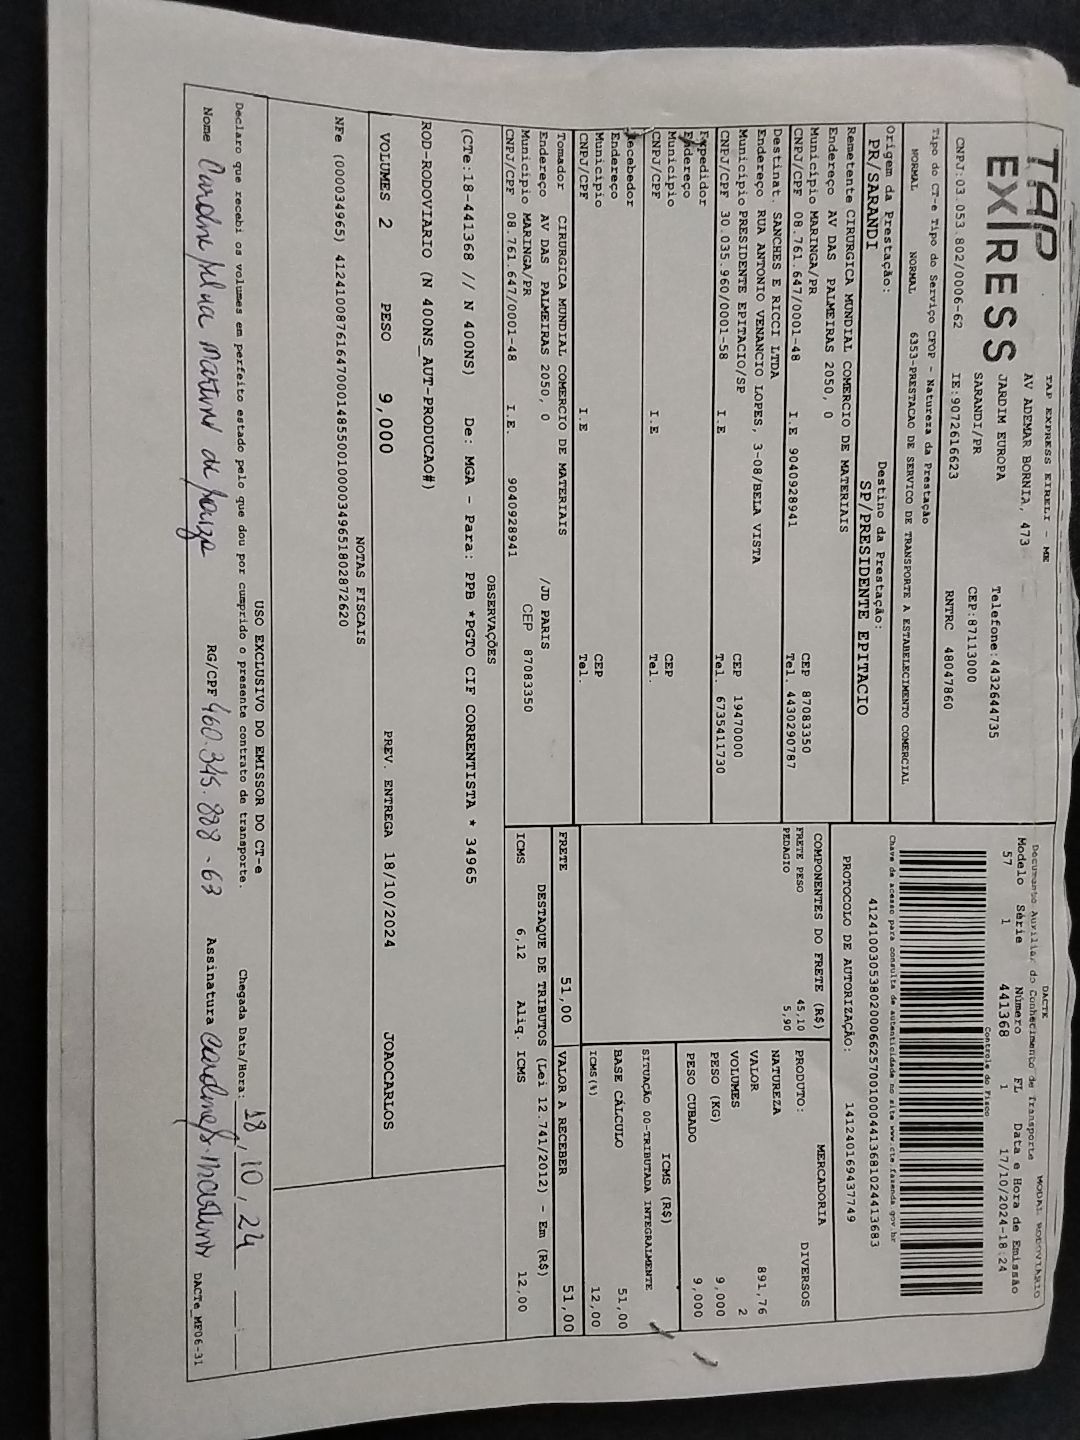 TAP EXPRESS
TAP EXPRESS EIRELI - ME
AV ADEMAR BORNIA, 473
JARDIM EUROPA
SARANDI/PR
Telefone:4432644735
CEP:87113000
CNPJ:03.053.802/0006-62 IE:9072616623 RNTRC 48047860
Tipo do CT-e Tipo do Serviço CFOP - Natureza da Prestação
NORMAL NORMAL 6353-PRESTACAO DE SERVICO DE TRANSPORTE A ESTABELECIMENTO COMERCIAL
Origem da Prestação: Destino da Prestação:
PR/SARANDI SP/PRESIDENTE EPITACIO
DACTE MODAL RODOVIARIO
Documento Auxiliar do Conhecimento de Transporte
Modelo Série Número FL Data e Hora de Emissão
57 1 441368 1 17/10/2024-18:24
Controle do Fisco
Chave de acesso para consulta de autenticidade no site www.cte.fazenda.gov.br
41241003053802000662570010004413681024413683
PROTOCOLO DE AUTORIZAÇÃO: 141240169437749
Remetente CIRURGICA MUNDIAL COMERCIO DE MATERIAIS
Endereço AV DAS PALMEIRAS 2050, 0
Município MARINGA/PR CEP 87083350
CNPJ/CPF 08.761.647/0001-48 I.E 9040928941 Tel. 4430290787
Destinat. SANCHES E RICCI LTDA
Endereço RUA ANTONIO VENANCIO LOPES, 3-08/BELA VISTA
Município PRESIDENTE EPITACIO/SP CEP 19470000
CNPJ/CPF 30.035.960/0001-58 I.E Tel. 6735411730
Expedidor
Endereço
Município CEP
CNPJ/CPF I.E Tel.
Recebedor
Endereço
Município CEP
CNPJ/CPF I.E Tel.
Tomador CIRURGICA MUNDIAL COMERCIO DE MATERIAIS
Endereço AV DAS PALMEIRAS 2050, 0 /JD PARIS
Município MARINGA/PR CEP 87083350
CNPJ/CPF 08.761.647/0001-48 I.E. 9040928941
COMPONENTES DO FRETE (R$)
FRETE PESO 45,10
PEDAGIO 5,90
MERCADORIA
PRODUTO: DIVERSOS
NATUREZA
VALOR 891,76
VOLUMES 2
PESO (KG) 9,000
PESO CUBADO 9,000
ICMS (R$)
SITUAÇÃO 00-TRIBUTADA INTEGRALMENTE
BASE CÁLCULO 51,00
ICMS(%) 12,00
FRETE 51,00 VALOR A RECEBER 51,00
DESTAQUE DE TRIBUTOS (Lei 12.741/2012) - Em (R$)
ICMS 6,12 Aliq. ICMS 12,00
OBSERVAÇÕES
(CTe:18-441368 // N 400NS) De: MGA - Para: PPB *PGTO CIF CORRENTISTA * 34965
ROD-RODOVIARIO (N 400NS_AUT-PRODUCAO#)
VOLUMES 2 PESO 9,000 PREV. ENTREGA 18/10/2024 JOAOCARLOS
NOTAS FISCAIS
NFe (000034965) 41241008761647000148550010000349651802872620
USO EXCLUSIVO DO EMISSOR DO CT-e
Declaro que recebi os volumes em perfeito estado pelo que dou por cumprido o presente contrato de transporte. Chegada Data/Hora: 18/10/24
Nome Caroline Martins de Souza RG/CPF 460.345.888-63 Assinatura Caroline S. Martins DACTe_MF06-31